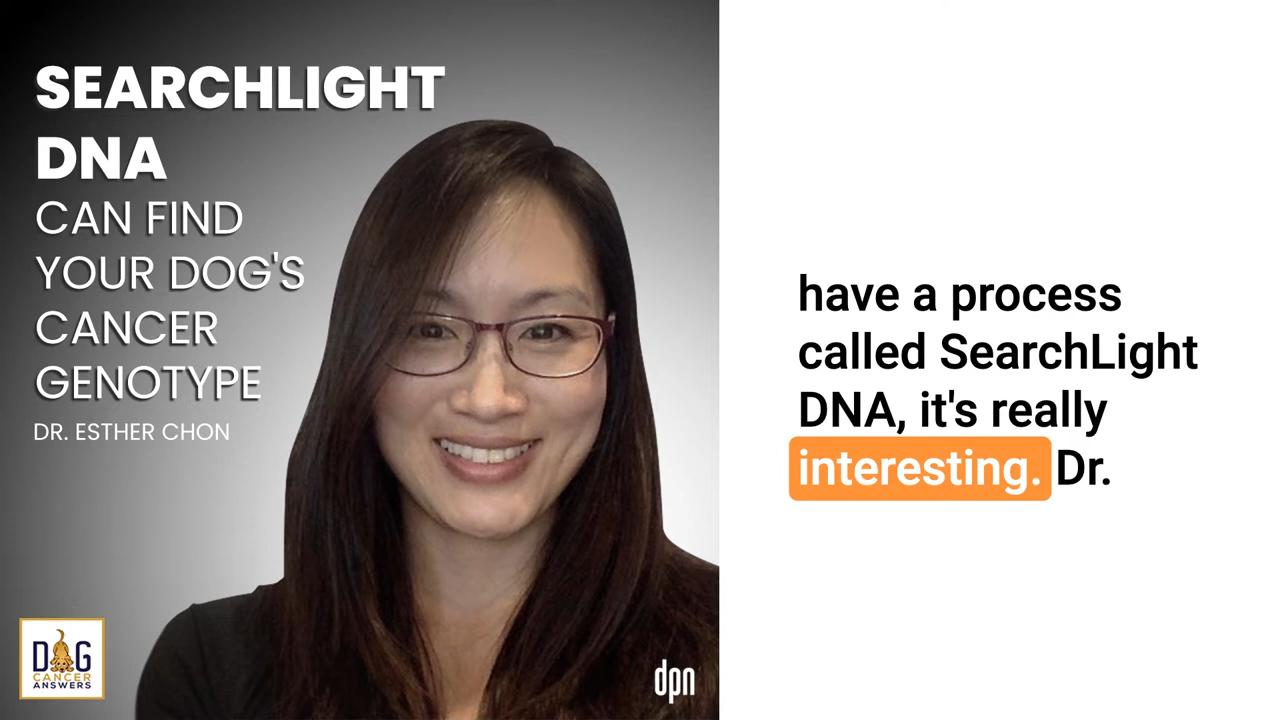 SEARCHLIGHT
DNA
CAN FIND
YOUR DOG'S
CANCER
GENOTYPE
DR. ESTHER CHON
DOG
CANCER
ANSWERS
dpn
have a process
called SearchLight
DNA, it's really
interesting. Dr.